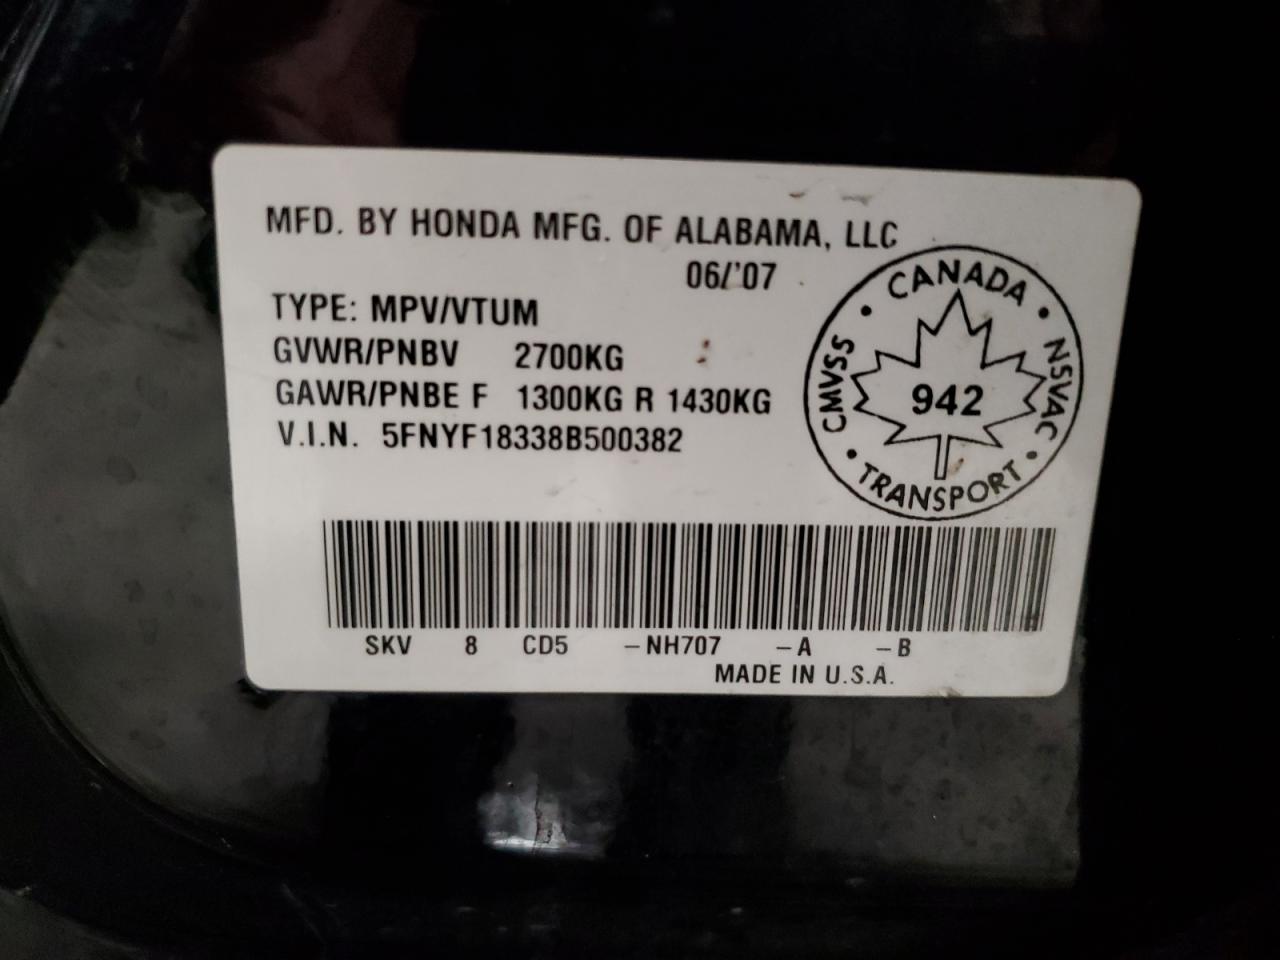 MFD. BY HONDA MFG. OF ALABAMA, LLC
06/'07
TYPE: MPV/VTUM
GVWR/PNBV 2700KG
GAWR/PNBE F 1300KG R 1430KG
V.I.N. 5FNYF18338B500382
CANADA
CMVSS
942
NSVAC
TRANSPORT
SKV 8 CD5 -NH707 -A -B
MADE IN U.S.A.